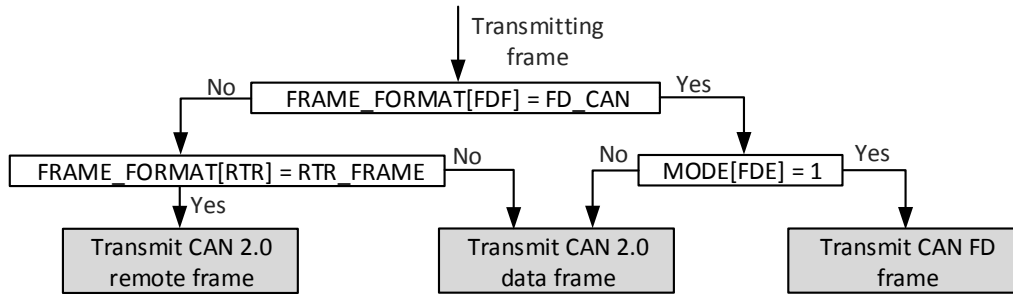 Transmitting
frame
No
Yes
FRAME_FORMAT[FDF] = FD_CAN
No
No
Yes
FRAME_FORMAT[RTR] = RTR_FRAME
MODE[FDE] = 1
Yes
Transmit CAN 2.0
remote frame
Transmit CAN 2.0
data frame
Transmit CAN FD
frame